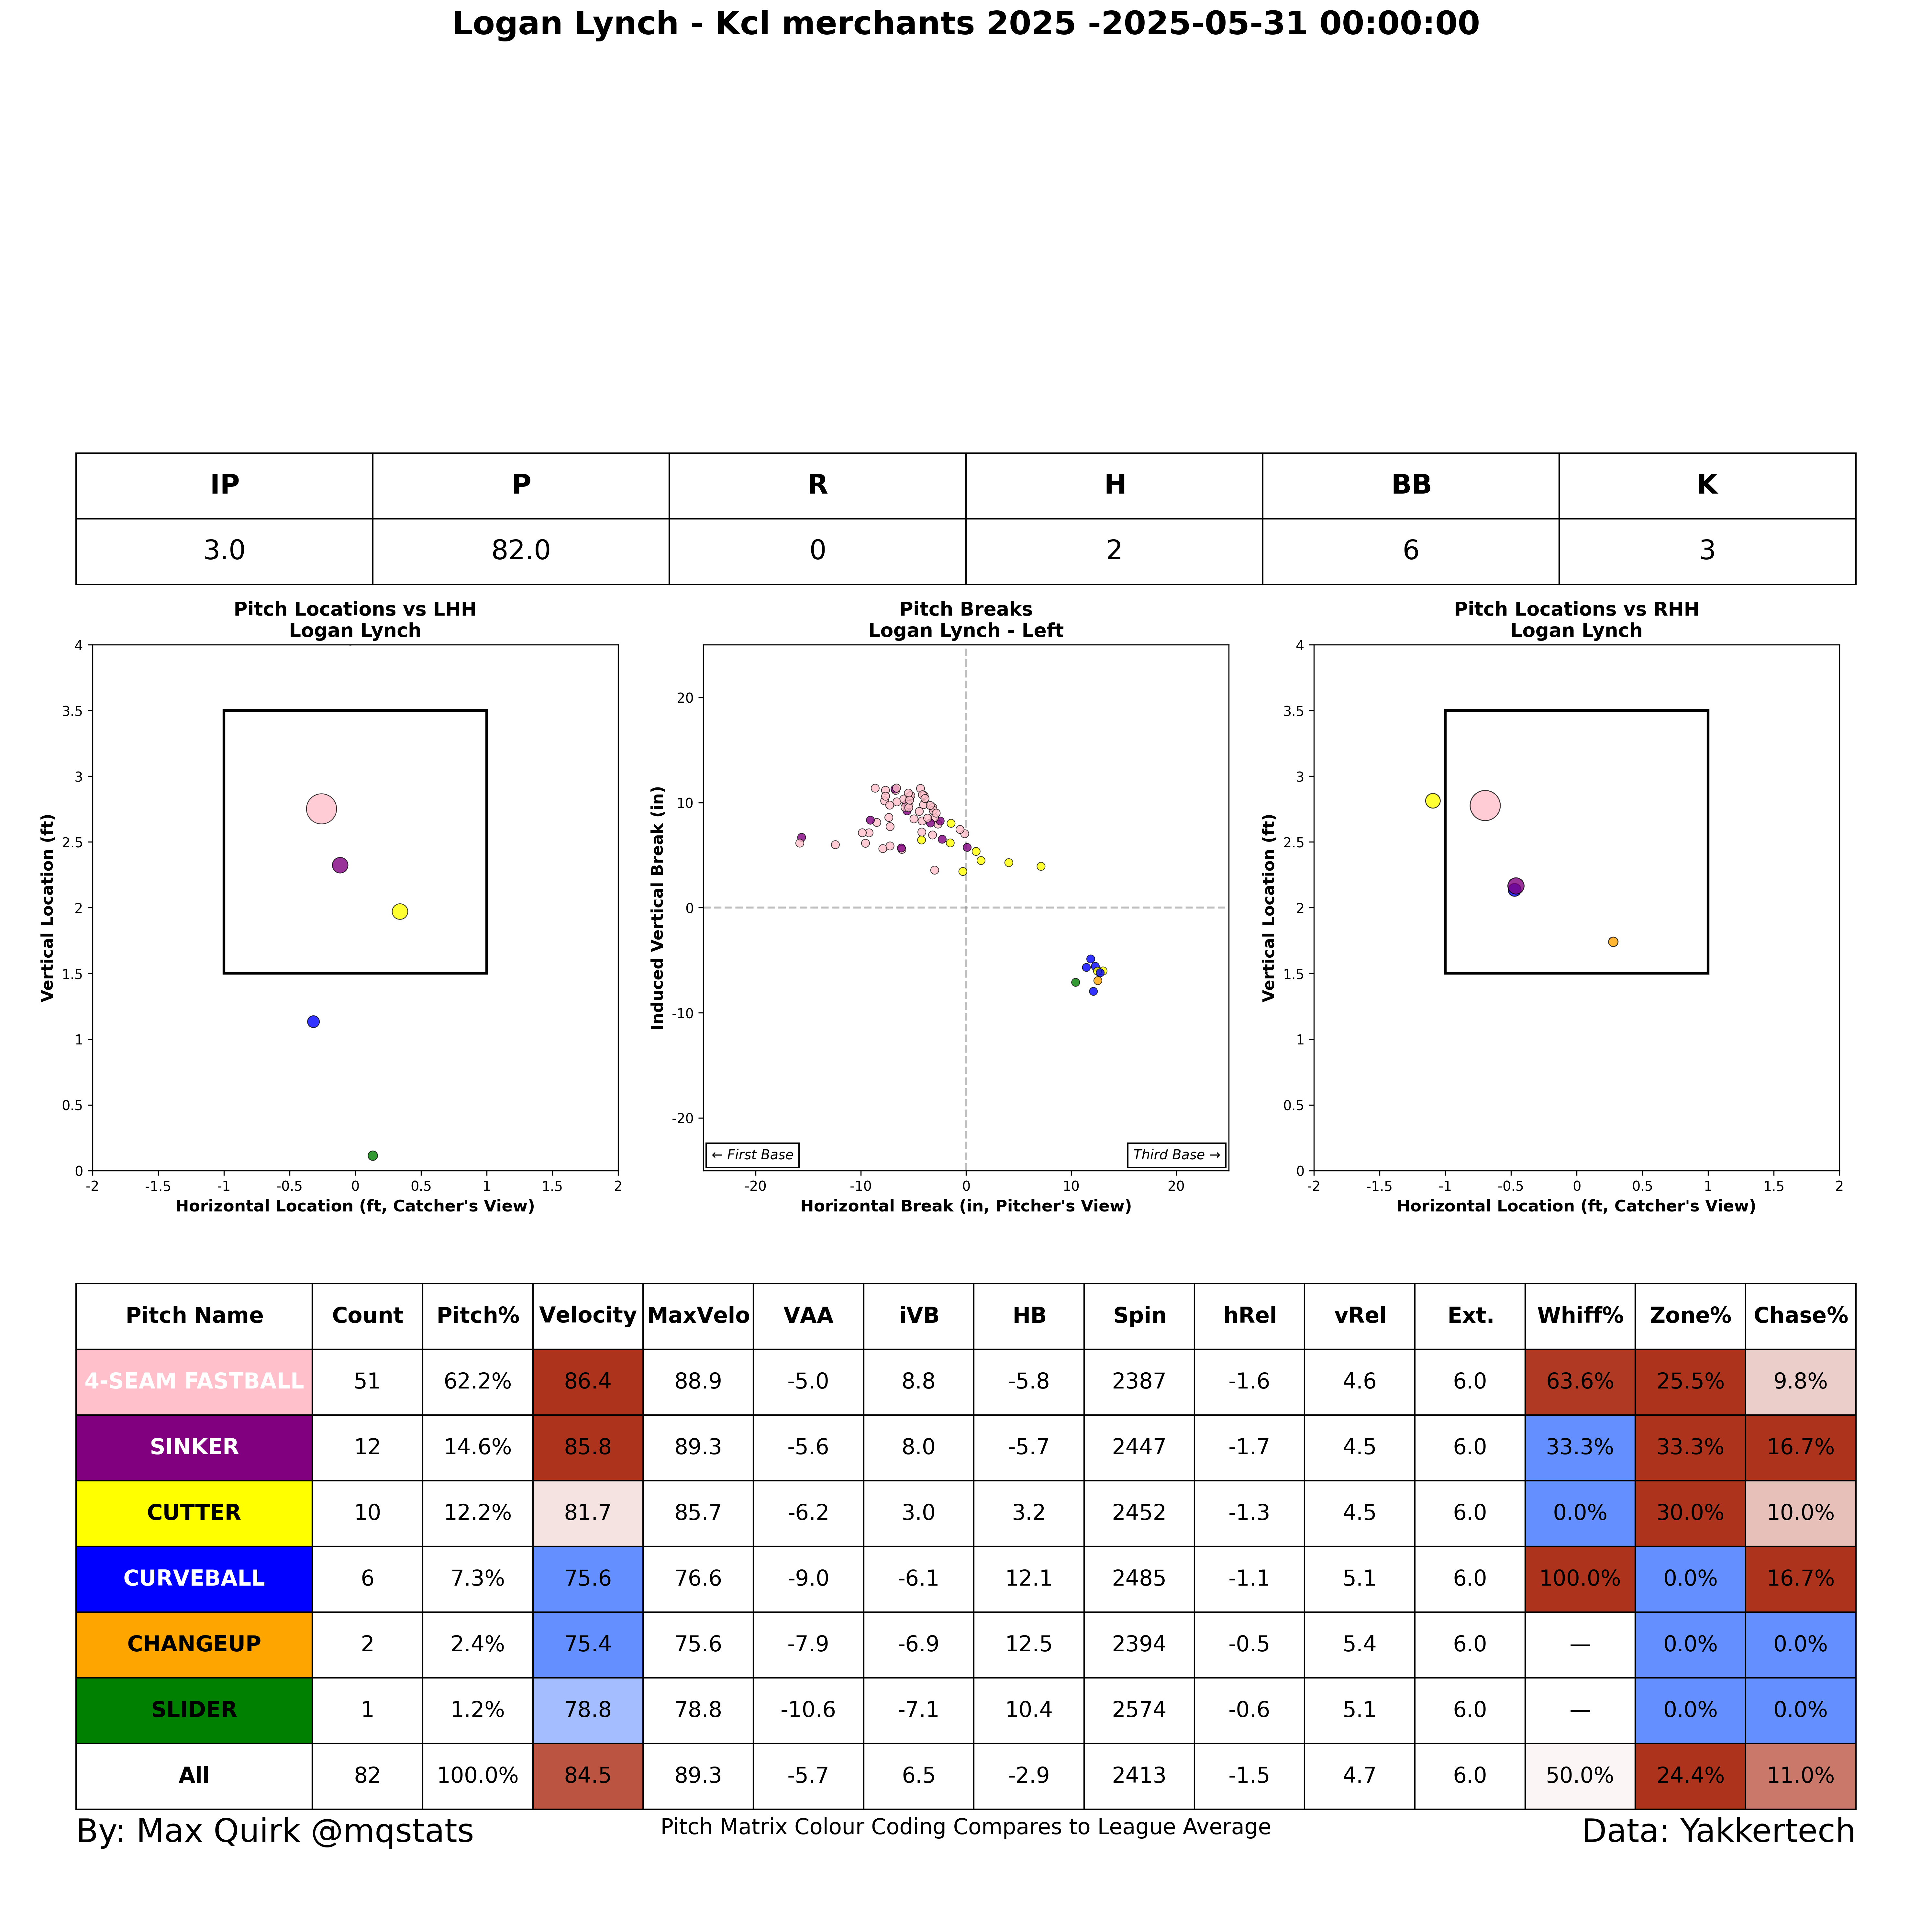 Logan Lynch - Kcl merchants 2025 -2025-05-31 00:00:00
IP P R H BB K
3.0 82.0 0 2 6 3
Pitch Locations vs LHH
Logan Lynch
4
3.5
3
2.5
2
1.5
1
0.5
0
-2 -1.5 -1 -0.5 0 0.5 1 1.5 2
Vertical Location (ft)
Horizontal Location (ft, Catcher's View)
Pitch Breaks
Logan Lynch - Left
20
10
0
-10
-20
← First Base Third Base →
-20 -10 0 10 20
Induced Vertical Break (in)
Horizontal Break (in, Pitcher's View)
Pitch Locations vs RHH
Logan Lynch
4
3.5
3
2.5
2
1.5
1
0.5
0
-2 -1.5 -1 -0.5 0 0.5 1 1.5 2
Vertical Location (ft)
Horizontal Location (ft, Catcher's View)
Pitch Name Count Pitch% Velocity MaxVelo VAA iVB HB Spin hRel vRel Ext. Whiff% Zone% Chase%
4-SEAM FASTBALL 51 62.2% 86.4 88.9 -5.0 8.8 -5.8 2387 -1.6 4.6 6.0 63.6% 25.5% 9.8%
SINKER 12 14.6% 85.8 89.3 -5.6 8.0 -5.7 2447 -1.7 4.5 6.0 33.3% 33.3% 16.7%
CUTTER 10 12.2% 81.7 85.7 -6.2 3.0 3.2 2452 -1.3 4.5 6.0 0.0% 30.0% 10.0%
CURVEBALL 6 7.3% 75.6 76.6 -9.0 -6.1 12.1 2485 -1.1 5.1 6.0 100.0% 0.0% 16.7%
CHANGEUP 2 2.4% 75.4 75.6 -7.9 -6.9 12.5 2394 -0.5 5.4 6.0 — 0.0% 0.0%
SLIDER 1 1.2% 78.8 78.8 -10.6 -7.1 10.4 2574 -0.6 5.1 6.0 — 0.0% 0.0%
All 82 100.0% 84.5 89.3 -5.7 6.5 -2.9 2413 -1.5 4.7 6.0 50.0% 24.4% 11.0%
By: Max Quirk @mqstats Pitch Matrix Colour Coding Compares to League Average Data: Yakkertech